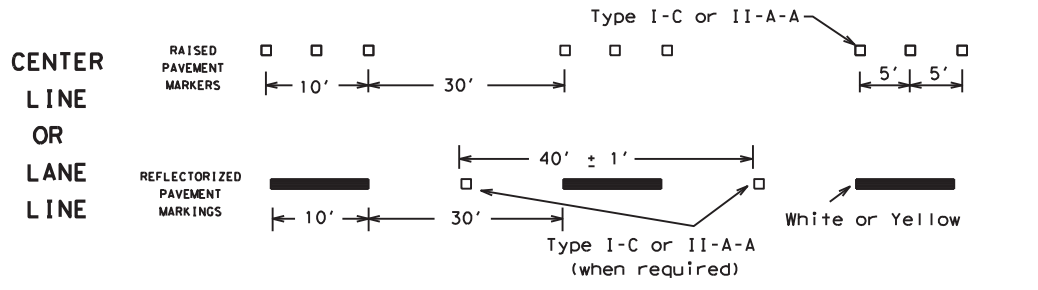 CENTER
LINE
OR
LANE
LINE
RAISED
PAVEMENT
MARKERS
Type I-C or II-A-A
10'
30'
5'
5'
REFLECTORIZED
PAVEMENT
MARKINGS
40' ± 1'
10'
30'
Type I-C or II-A-A
(when required)
White or Yellow